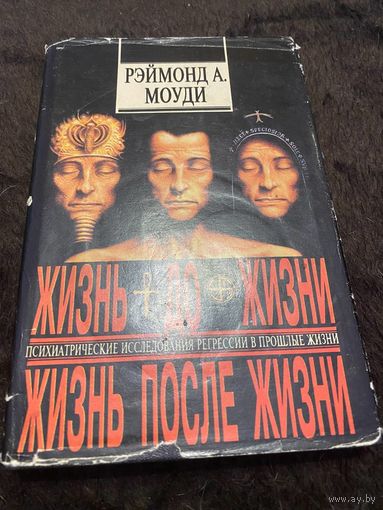 РЭЙМОНД А.
МОУДИ
ЖИЗНЬ ДО ЖИЗНИ
ПСИХИАТРИЧЕСКИЕ ИССЛЕДОВАНИЯ РЕГРЕССИИ В ПРОШЛЫЕ ЖИЗНИ
ЖИЗНЬ ПОСЛЕ ЖИЗНИ
www.ay.by